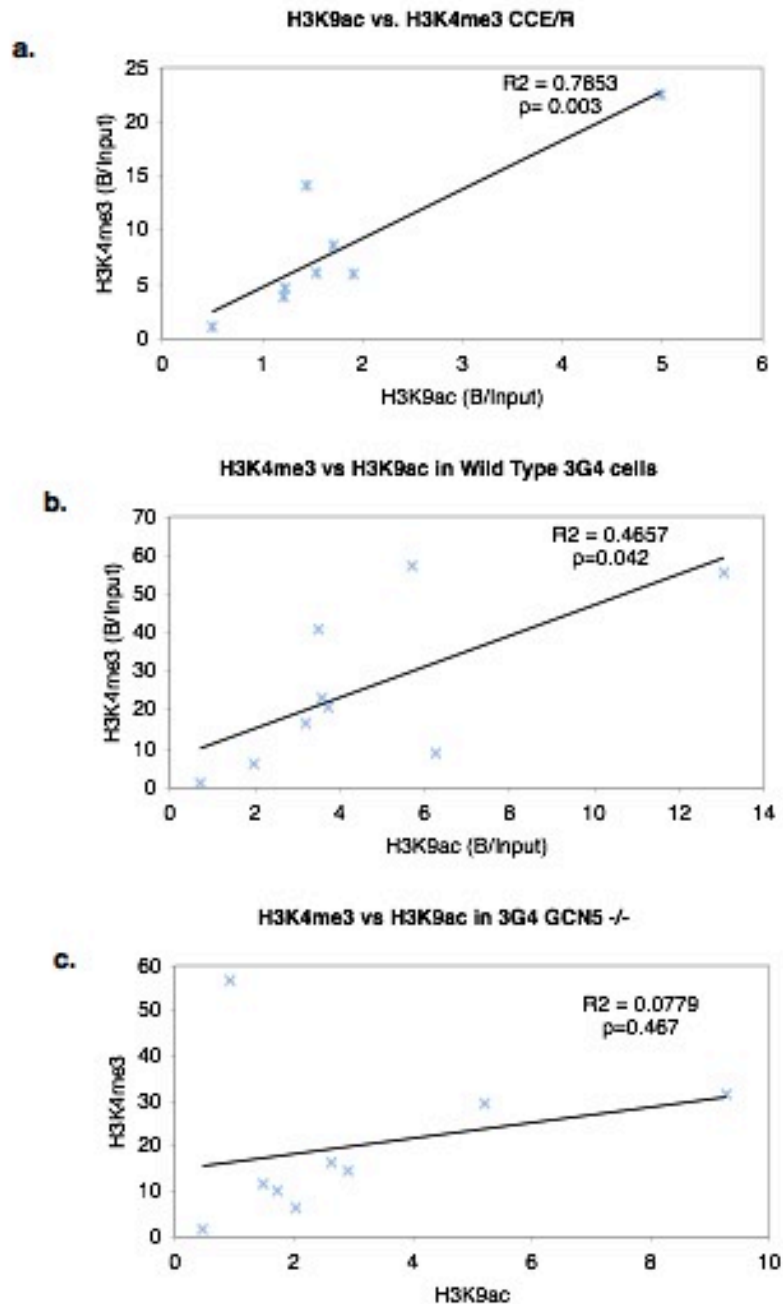 H3K9ac vs. H3K4me3 CCE/R
a.
25
20
15
10
5
0
H3K4me3 (B/Input)
R2 = 0.7853
p= 0.003
0 1 2 3 4 5 6
H3K9ac (B/Input)
H3K4me3 vs H3K9ac in Wild Type 3G4 cells
b.
70
60
50
40
30
20
10
0
H3K4me3 (B/Input)
R2 = 0.4657
p=0.042
0 2 4 6 8 10 12 14
H3K9ac (B/Input)
H3K4me3 vs H3K9ac in 3G4 GCN5 -/-
c.
60
50
40
30
20
10
0
H3K4me3
R2 = 0.0779
p=0.467
0 2 4 6 8 10
H3K9ac